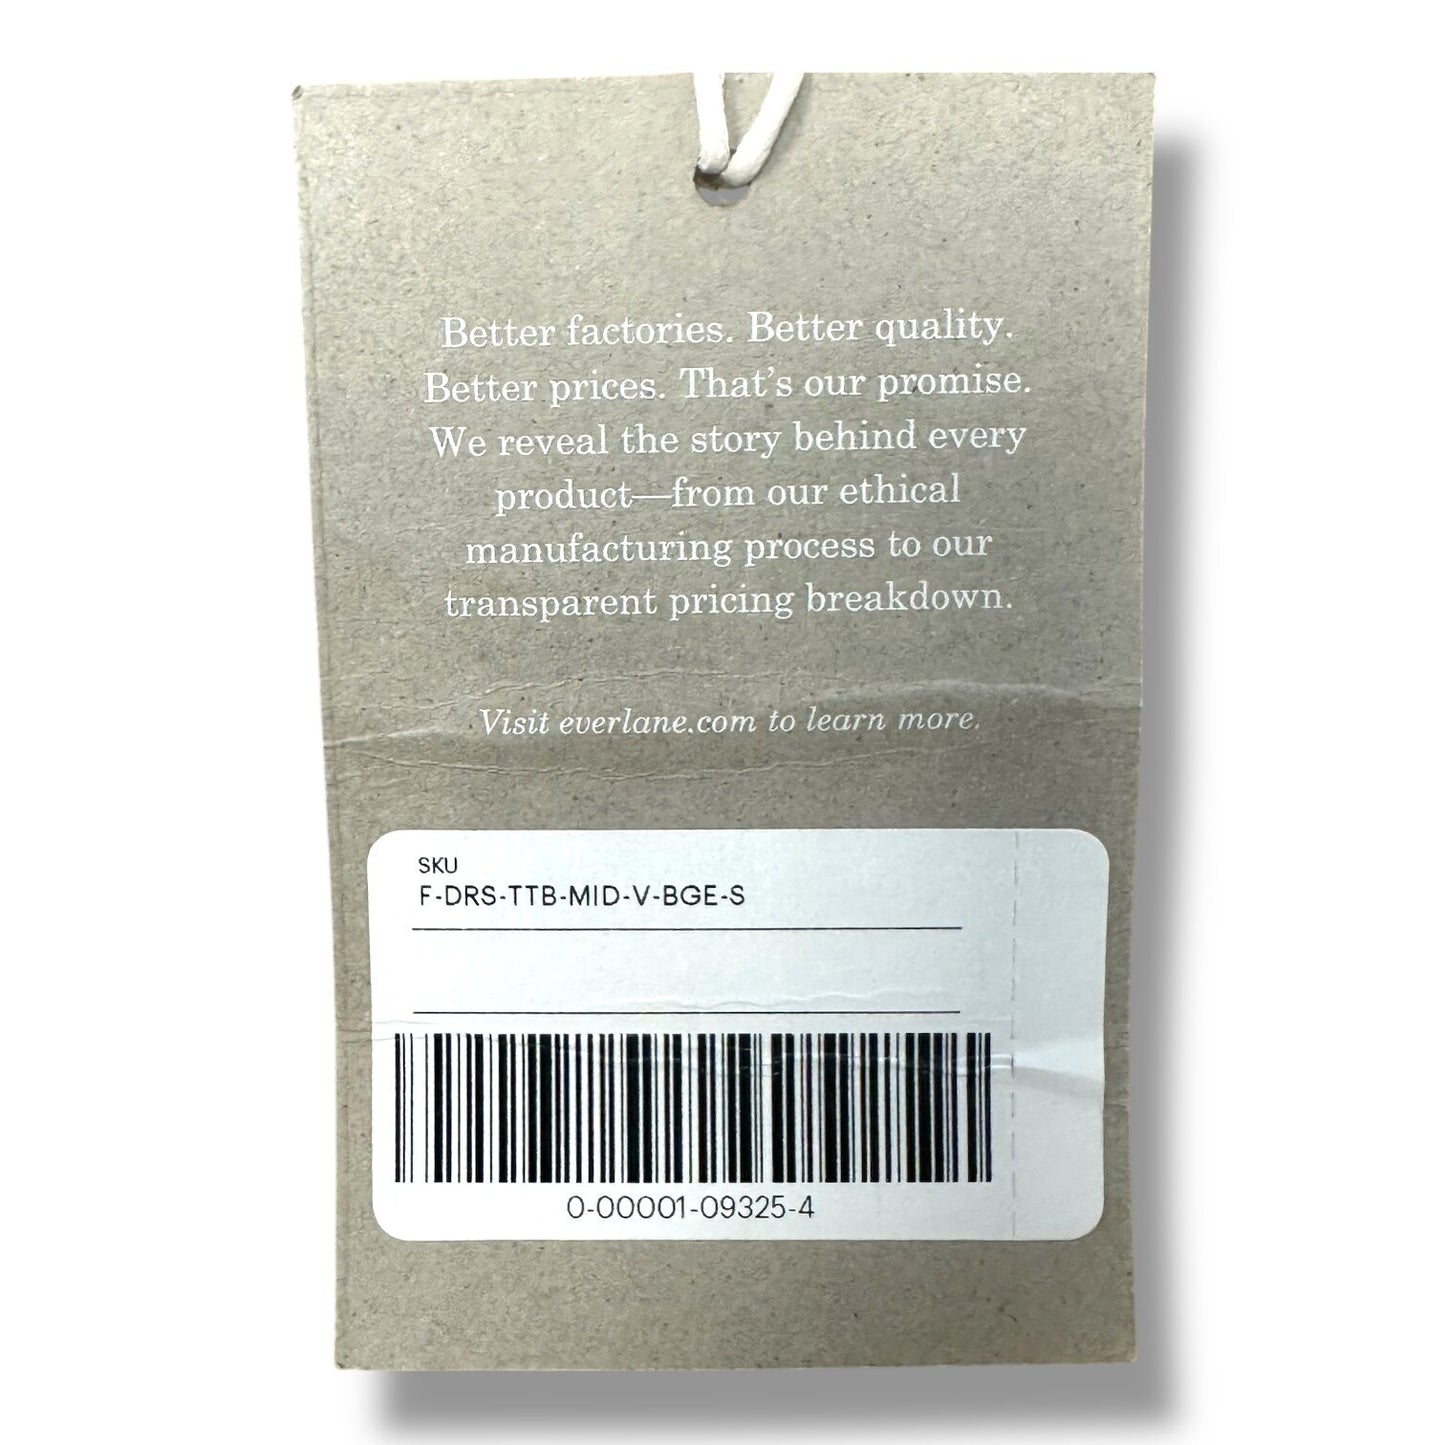 Better factories. Better quality.
Better prices. That's our promise.
We reveal the story behind every
product—from our ethical
manufacturing process to our
transparent pricing breakdown.
Visit everlane.com to learn more.
SKU
F-DRS-TTB-MID-V-BGE-S
0-00001-09325-4